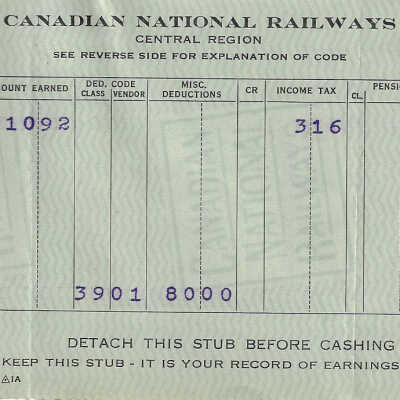 CANADIAN NATIONAL RAILWAYS
CENTRAL REGION
SEE REVERSE SIDE FOR EXPLANATION OF CODE
OUNT EARNED DED. CODE CLASS VENDOR MISC. DEDUCTIONS CR INCOME TAX CL. PENSI
1092 316
3901 8000
DETACH THIS STUB BEFORE CASHING
KEEP THIS STUB - IT IS YOUR RECORD OF EARNINGS
1A